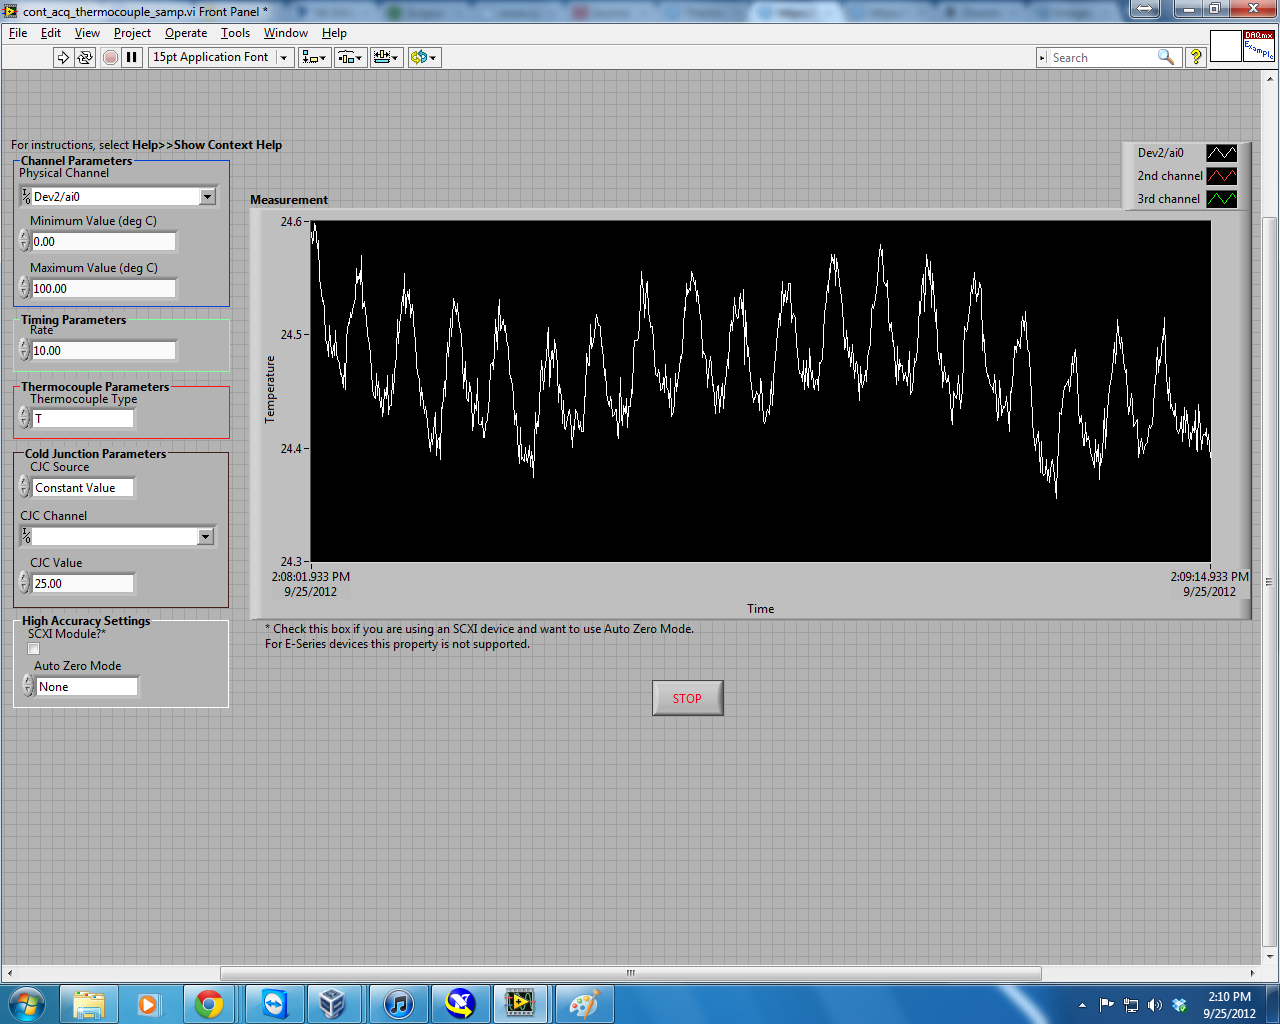 cont_acq_thermocouple_samp.vi Front Panel *
File Edit View Project Operate Tools Window Help
15pt Application Font
Search
?
DAQmx
Example
For instructions, select Help>>Show Context Help
Channel Parameters
Physical Channel
Dev2/ai0
Minimum Value (deg C)
0.00
Maximum Value (deg C)
100.00
Timing Parameters
Rate
10.00
Thermocouple Parameters
Thermocouple Type
T
Cold Junction Parameters
CJC Source
Constant Value
CJC Channel
CJC Value
25.00
High Accuracy Settings
SCXI Module?*
Auto Zero Mode
None
Dev2/ai0
2nd channel
3rd channel
Measurement
Temperature
24.6
24.5
24.4
24.3
2:08:01.933 PM
9/25/2012
2:09:14.933 PM
9/25/2012
Time
* Check this box if you are using an SCXI device and want to use Auto Zero Mode.
For E-Series devices this property is not supported.
STOP
2:10 PM
9/25/2012